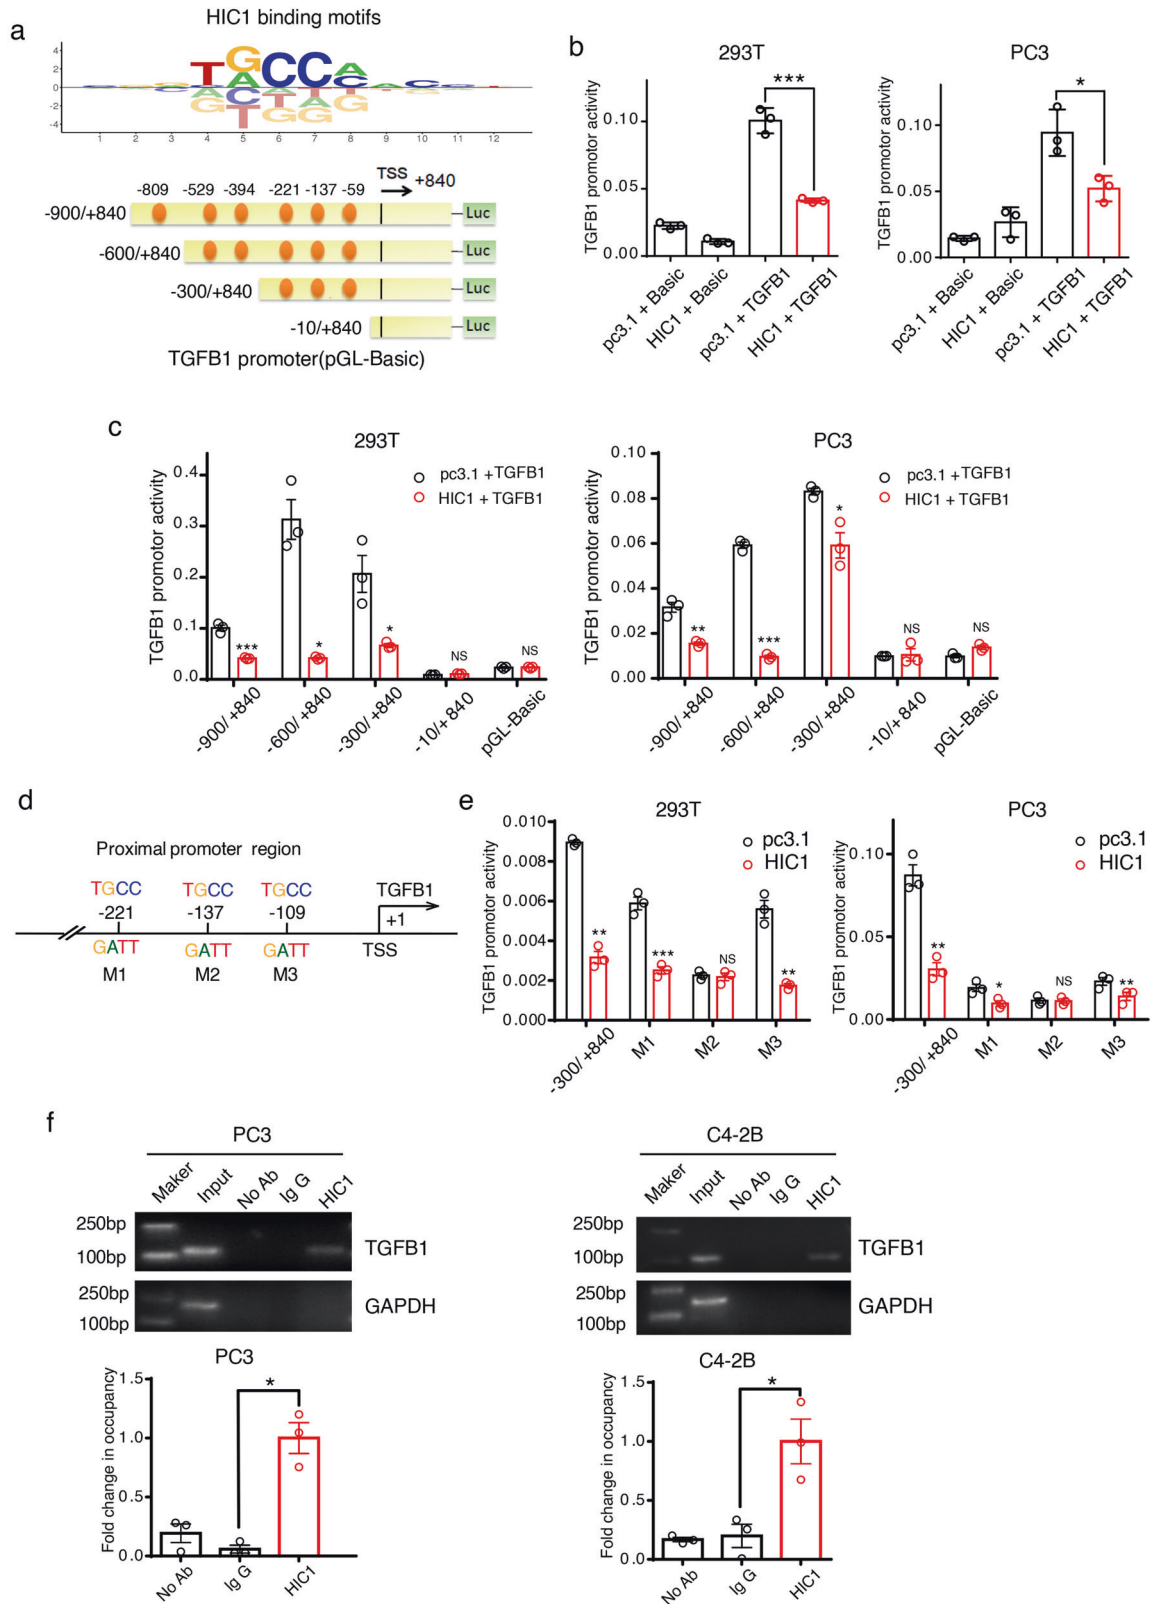 a
HIC1 binding motifs
4
2
0
-2
-4
1 2 3 4 5 6 7 8 9 10 11 12
TSS
-809 -529 -394 -221 -137 -59 +840
-900/+840 Luc
-600/+840 Luc
-300/+840 Luc
-10/+840 Luc
TGFB1 promoter(pGL-Basic)
b
293T
TGFB1 promotor activity
0.10
0.05
0.00
***
pc3.1 + Basic
HIC1 + Basic
pc3.1 + TGFB1
HIC1 + TGFB1
PC3
TGFB1 promotor activity
0.10
0.05
0.00
*
pc3.1 + Basic
HIC1 + Basic
pc3.1 + TGFB1
HIC1 + TGFB1
c
293T
TGFB1 promotor activity
0.4
0.3
0.2
0.1
0.0
pc3.1 +TGFB1
HIC1 + TGFB1
*** * * NS NS
-900/ +840
-600/ +840
-300/ +840
-10/ +840
pGL-Basic
PC3
TGFB1 promotor activity
0.10
0.08
0.06
0.04
0.02
0.00
pc3.1 +TGFB1
HIC1 + TGFB1
** *** * NS NS
-900/ +840
-600/ +840
-300/ +840
-10/ +840
pGL-Basic
d
Proximal promoter region
TGCC TGCC TGCC TGFB1
-221 -137 -109 +1
GATT GATT GATT TSS
M1 M2 M3
e
293T
TGFB1 promotor activity
0.010
0.008
0.006
0.004
0.002
0.000
pc3.1
HIC1
** *** NS **
-300/ +840
M1
M2
M3
PC3
TGFB1 promotor activity
0.10
0.05
0.00
pc3.1
HIC1
** * NS **
-300/ +840
M1
M2
M3
f
PC3
Maker Input No Ab Ig G HIC1
250bp
100bp
TGFB1
250bp
100bp
GAPDH
C4-2B
Maker Input No Ab Ig G HIC1
250bp
100bp
TGFB1
250bp
100bp
GAPDH
PC3
Fold change in occupancy
1.5
1.0
0.5
0.0
*
No Ab
Ig G
HIC1
C4-2B
Fold change in occupancy
1.5
1.0
0.5
0.0
*
No Ab
Ig G
HIC1